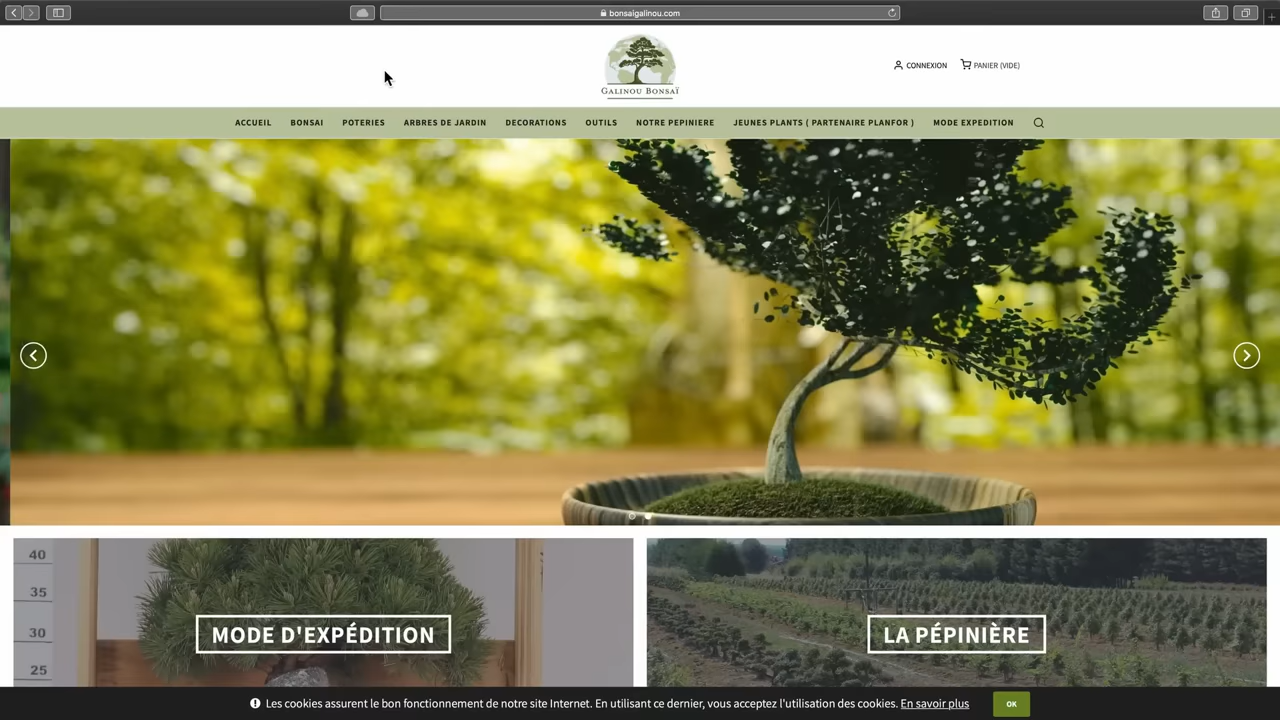 bonsaigalinou.com
GALINOU BONSAÏ
CONNEXION
PANIER (VIDE)
ACCUEIL BONSAI POTERIES ARBRES DE JARDIN DECORATIONS OUTILS NOTRE PEPINIERE JEUNES PLANTS ( PARTENAIRE PLANFOR ) MODE EXPEDITION
40
35
30
25
MODE D'EXPÉDITION
LA PÉPINIÈRE
Les cookies assurent le bon fonctionnement de notre site Internet. En utilisant ce dernier, vous acceptez l'utilisation des cookies. En savoir plus
OK